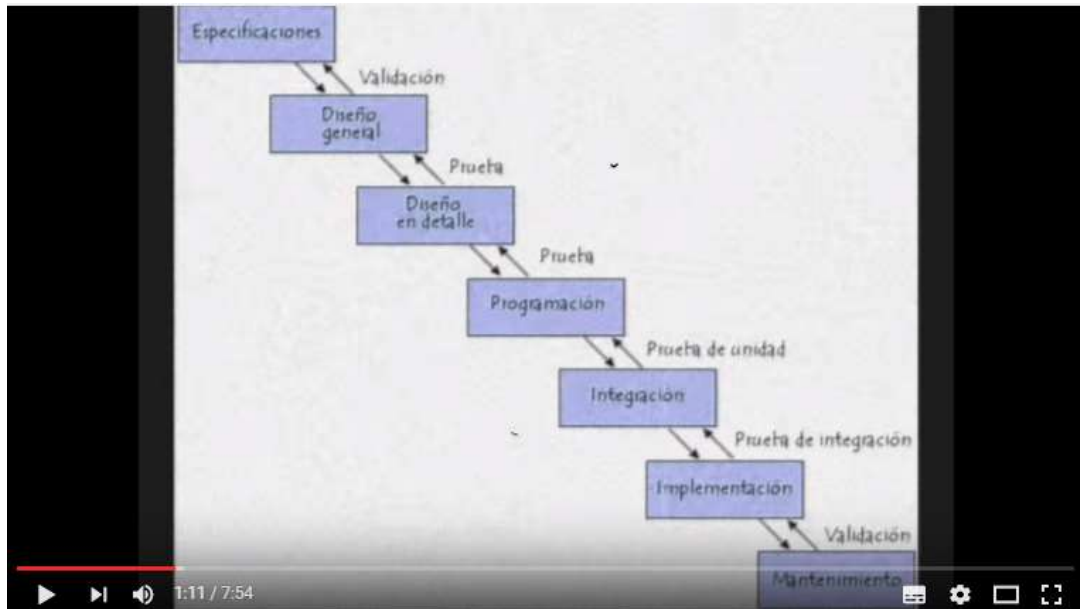 Especificaciones
Validación
Diseño
general
Prueba
Diseño
en detalle
Prueba
Programación
Prueba de unidad
Integración
Prueba de integración
Implementación
Validación
Mantenimiento
1:11 / 7:54